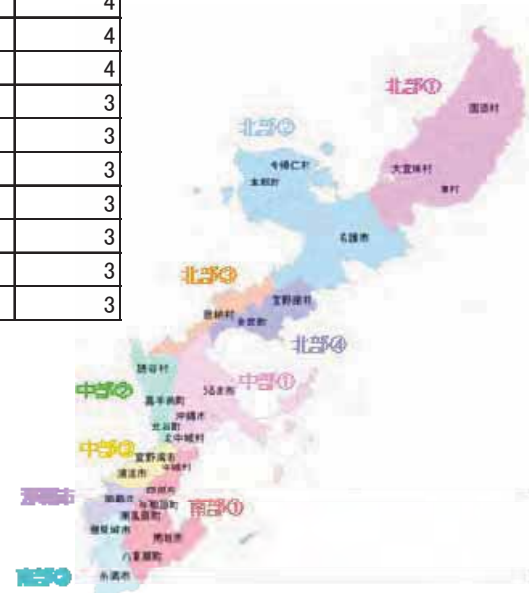 4
4
4
3
3
3
3
3
3
3
北部①
国頭村
北部②
今帰仁村
大宜味村
本部町
東村
名護市
北部③
宜野座村
恩納村
金武町
北部④
読谷村
中部①
中部②
うるま市
嘉手納町
沖縄市
北谷町
北中城村
中部③
宜野湾市
中城村
浦添市
西原町
那覇市
那覇市
与那原町
南部①
南風原町
豊見城市
南城市
八重瀬町
南部②
糸満市